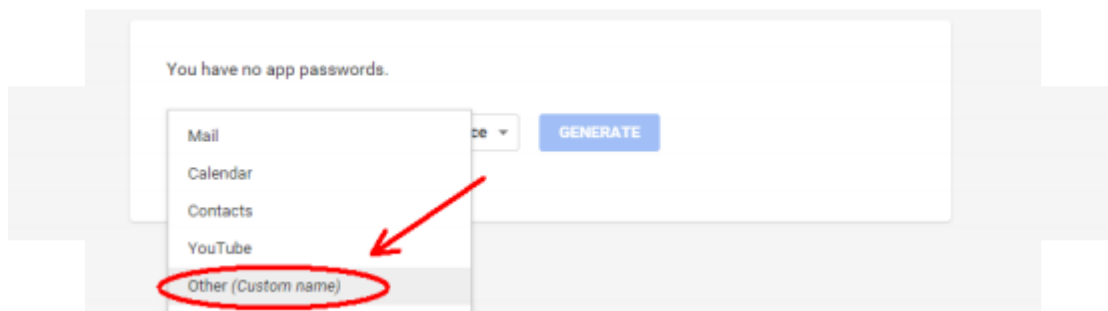 You have no app passwords.
Mail
GENERATE
Calendar
Contacts
YouTube
Other (Custom name)